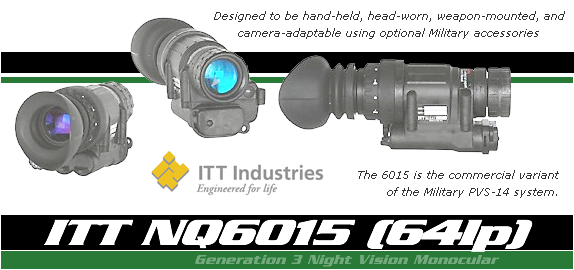 Designed to be hand-held, head-worn, weapon-mounted, and
camera-adaptable using optional Military accessories
ITT Industries
Engineered for life
The 6015 is the commercial variant
of the Military PVS-14 system.
ITT NQ6015 (64lp)
Generation 3 Night Vision Monocular